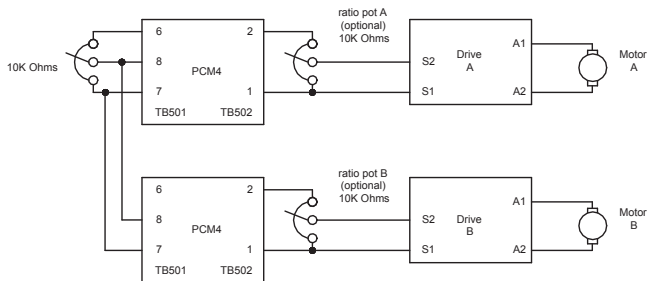 ratio pot A
(optional)
10K Ohms
6
2
8
PCM4
7
1
TB501
TB502
10K Ohms
S2
S1
Drive
A
A1
A2
Motor
A
ratio pot B
(optional)
10K Ohms
6
2
8
PCM4
7
1
TB501
TB502
S2
S1
Drive
B
A1
A2
Motor
B